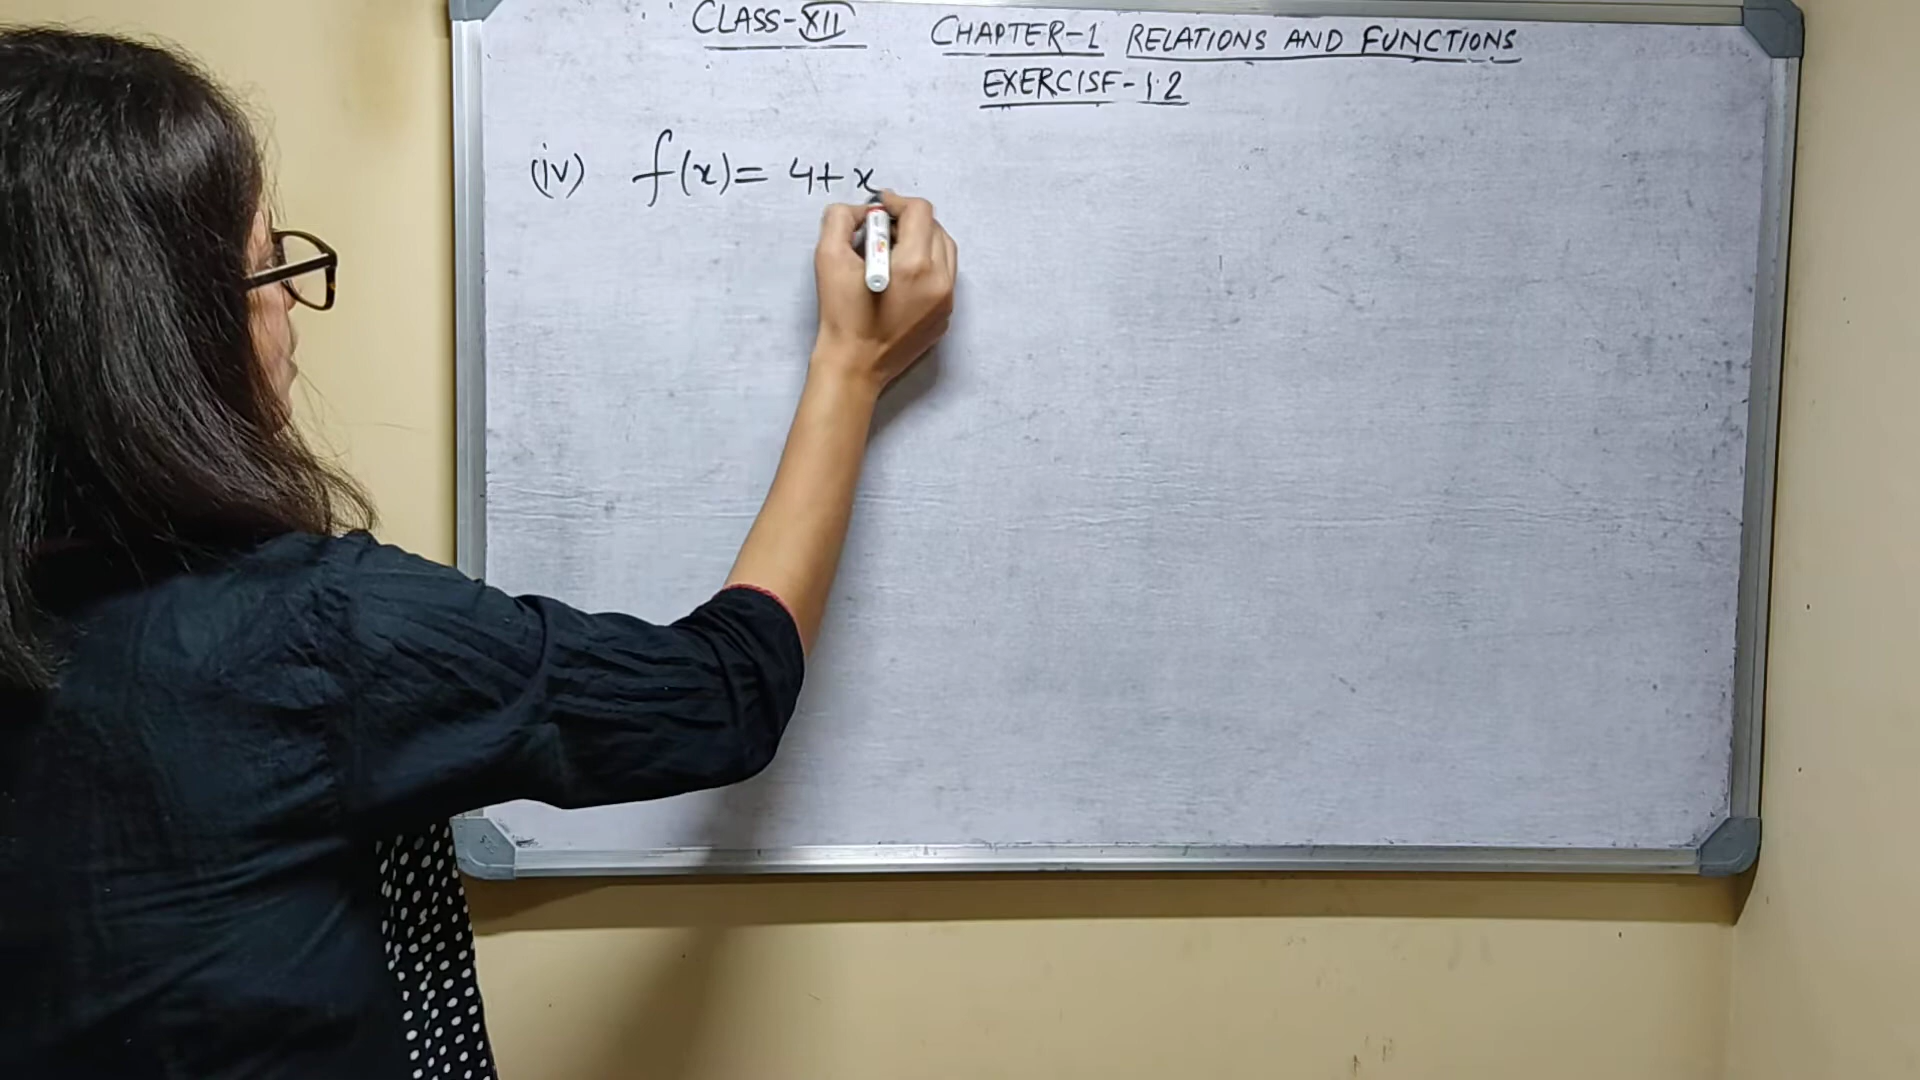 CLASS-XII CHAPTER-1 RELATIONS AND FUNCTIONS
EXERCISE-1.2
(iv) f(x)= 4+x